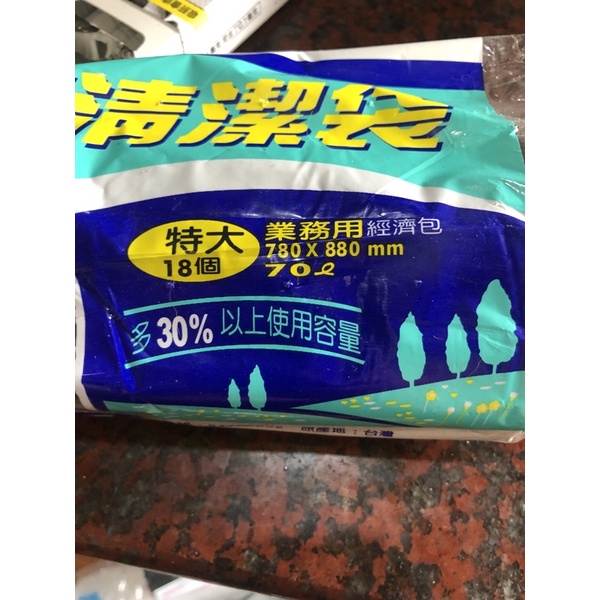 清潔袋
特大
18個
業務用 經濟包
780 X 880 mm
70ℓ
多30%以上使用容量
原產地：台灣